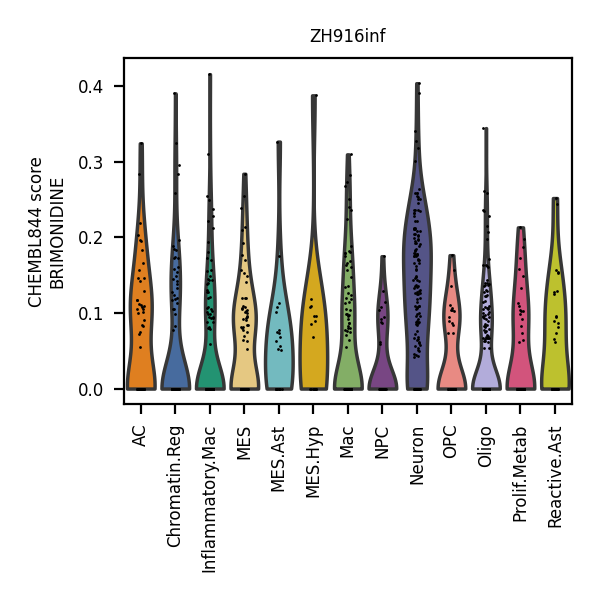 ZH916inf
CHEMBL844 score
BRIMONIDINE
0.4
0.3
0.2
0.1
0.0
AC
Chromatin.Reg
Inflammatory.Mac
MES
MES.Ast
MES.Hyp
Mac
NPC
Neuron
OPC
Oligo
Prolif.Metab
Reactive.Ast